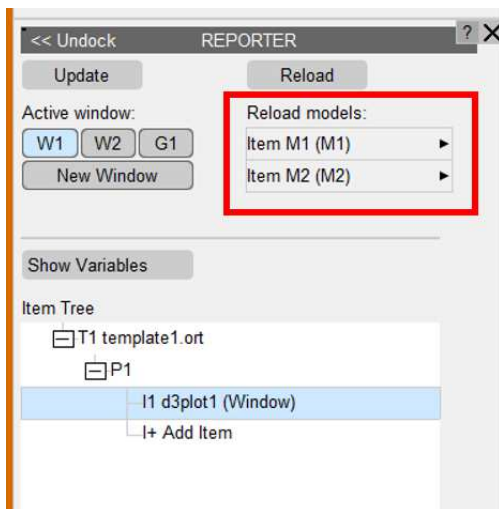 << Undock REPORTER ? X
Update Reload
Active window: Reload models:
W1 W2 G1 Item M1 (M1)
New Window Item M2 (M2)
Show Variables
Item Tree
T1 template1.ort
P1
I1 d3plot1 (Window)
I+ Add Item